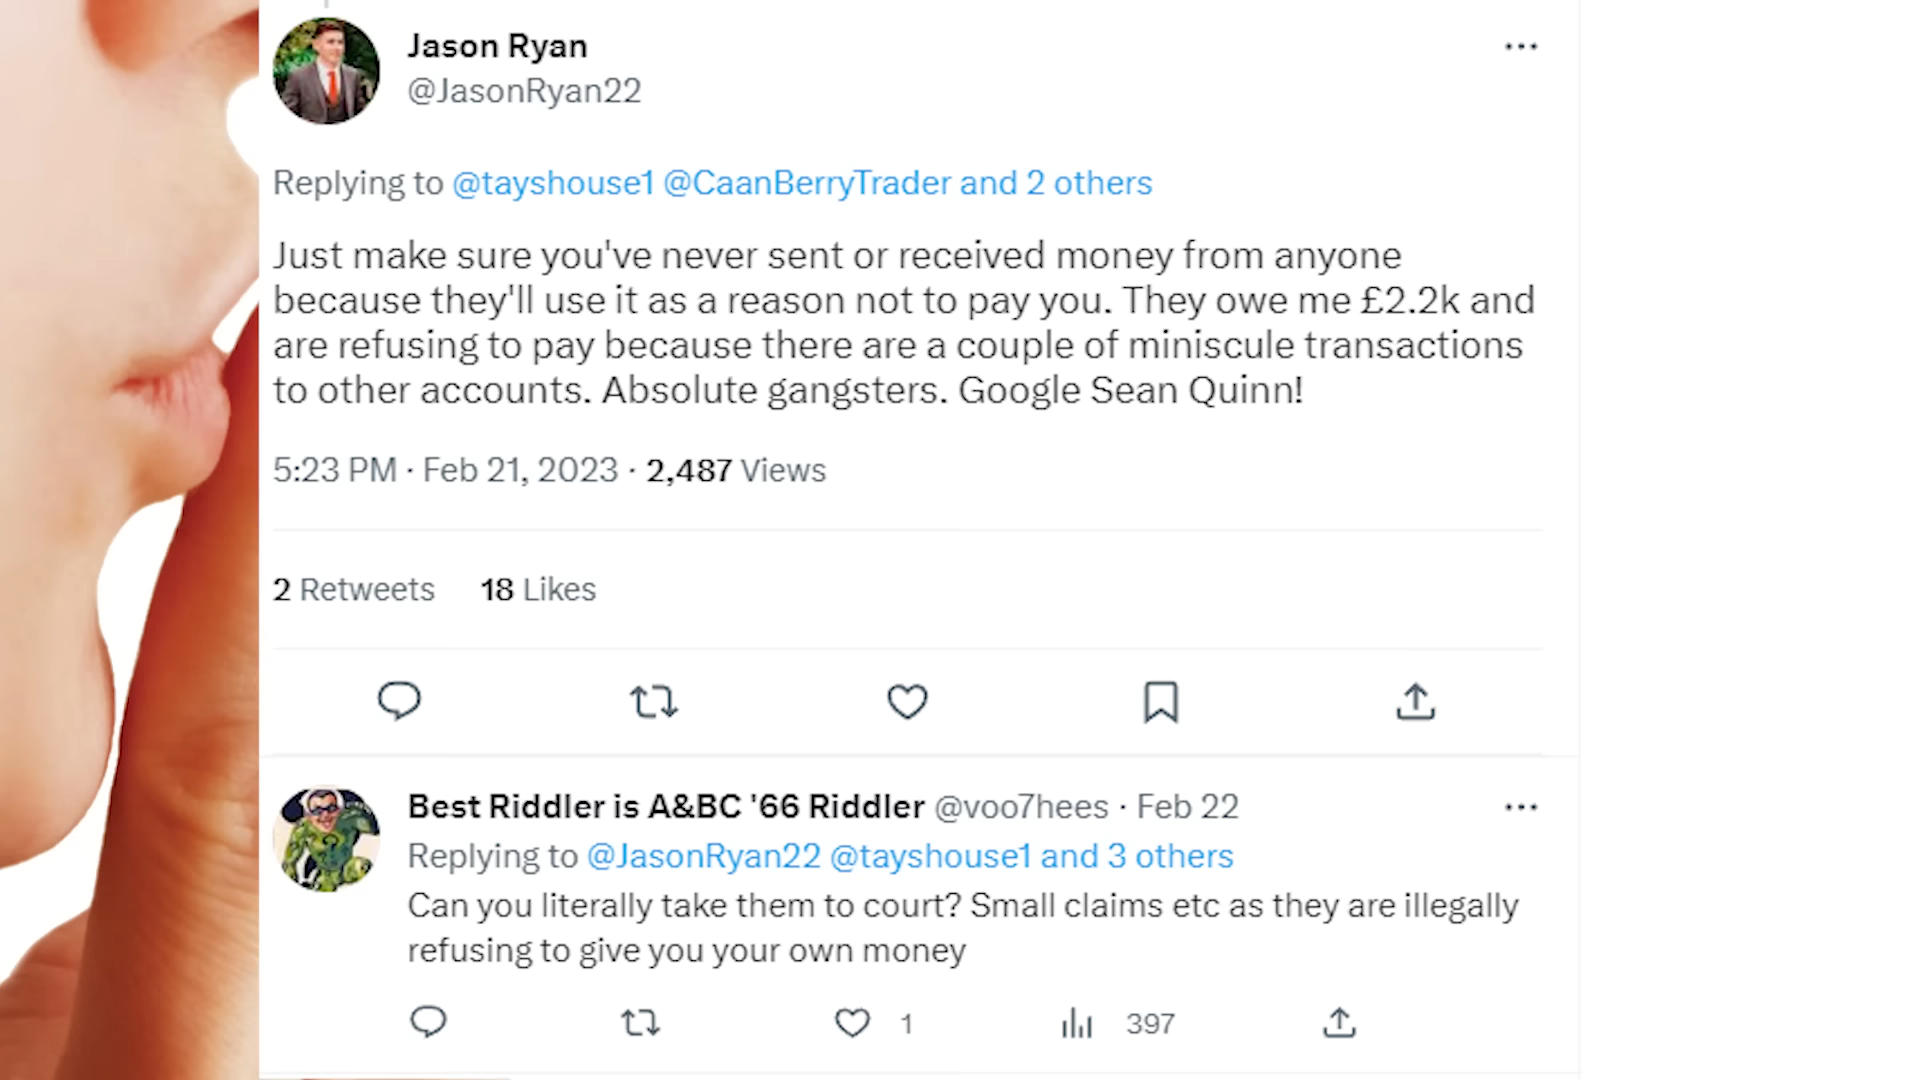 Jason Ryan
@JasonRyan22
Replying to @tayshouse1 @CaanBerryTrader and 2 others
Just make sure you've never sent or received money from anyone
because they'll use it as a reason not to pay you. They owe me £2.2k and
are refusing to pay because there are a couple of miniscule transactions
to other accounts. Absolute gangsters. Google Sean Quinn!
5:23 PM · Feb 21, 2023 · 2,487 Views
2 Retweets 18 Likes
Best Riddler is A&BC '66 Riddler @voo7hees · Feb 22
Replying to @JasonRyan22 @tayshouse1 and 3 others
Can you literally take them to court? Small claims etc as they are illegally
refusing to give you your own money
1 397